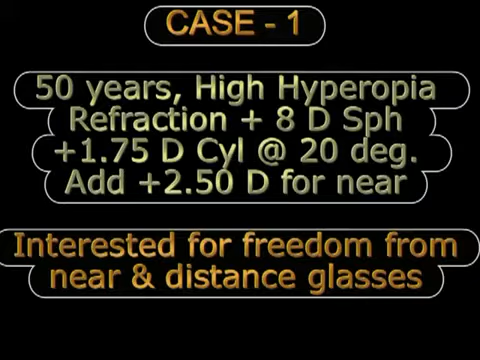 CASE - 1
50 years, High Hyperopia
Refraction + 8 D Sph
+1.75 D Cyl @ 20 deg.
Add +2.50 D for near
Interested for freedom from
near & distance glasses